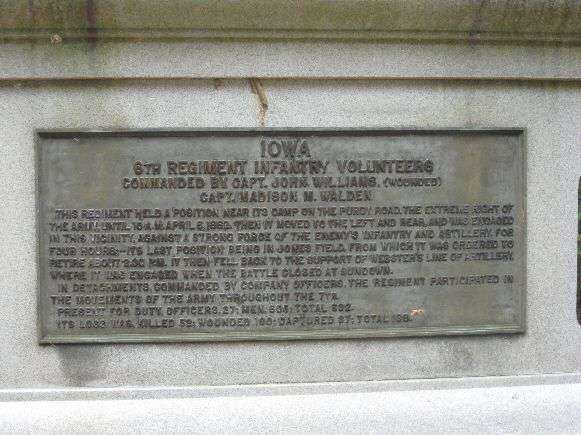 IOWA
6TH REGIMENT INFANTRY VOLUNTEERS
COMMANDED BY CAPT. JOHN WILLIAMS, (WOUNDED)
CAPT. MADISON M. WALDEN
THIS REGIMENT HELD A POSITION NEAR ITS CAMP ON THE PURDY ROAD, THE EXTREME RIGHT OF
THE ARMY, UNTIL 10 A.M. APRIL 6, 1862. THEN IT MOVED TO THE LEFT AND REAR, AND WAS ENGAGED
IN THIS VICINITY, AGAINST A STRONG FORCE OF THE ENEMY'S INFANTRY AND ARTILLERY, FOR
FOUR HOURS;—ITS LAST POSITION BEING IN JONES FIELD, FROM WHICH IT WAS ORDERED TO
RETIRE ABOUT 2:30 P.M. IT THEN FELL BACK TO THE SUPPORT OF WEBSTER'S LINE OF ARTILLERY,
WHERE IT WAS ENGAGED WHEN THE BATTLE CLOSED AT SUNDOWN.
IN DETACHMENTS, COMMANDED BY COMPANY OFFICERS, THE REGIMENT PARTICIPATED IN
THE MOVEMENTS OF THE ARMY THROUGHOUT THE 7TH.
PRESENT FOR DUTY, OFFICERS, 27; MEN, TOTAL
ITS LOSS WAS, KILLED 52; WOUNDED 100; CAPTURED 37; TOTAL